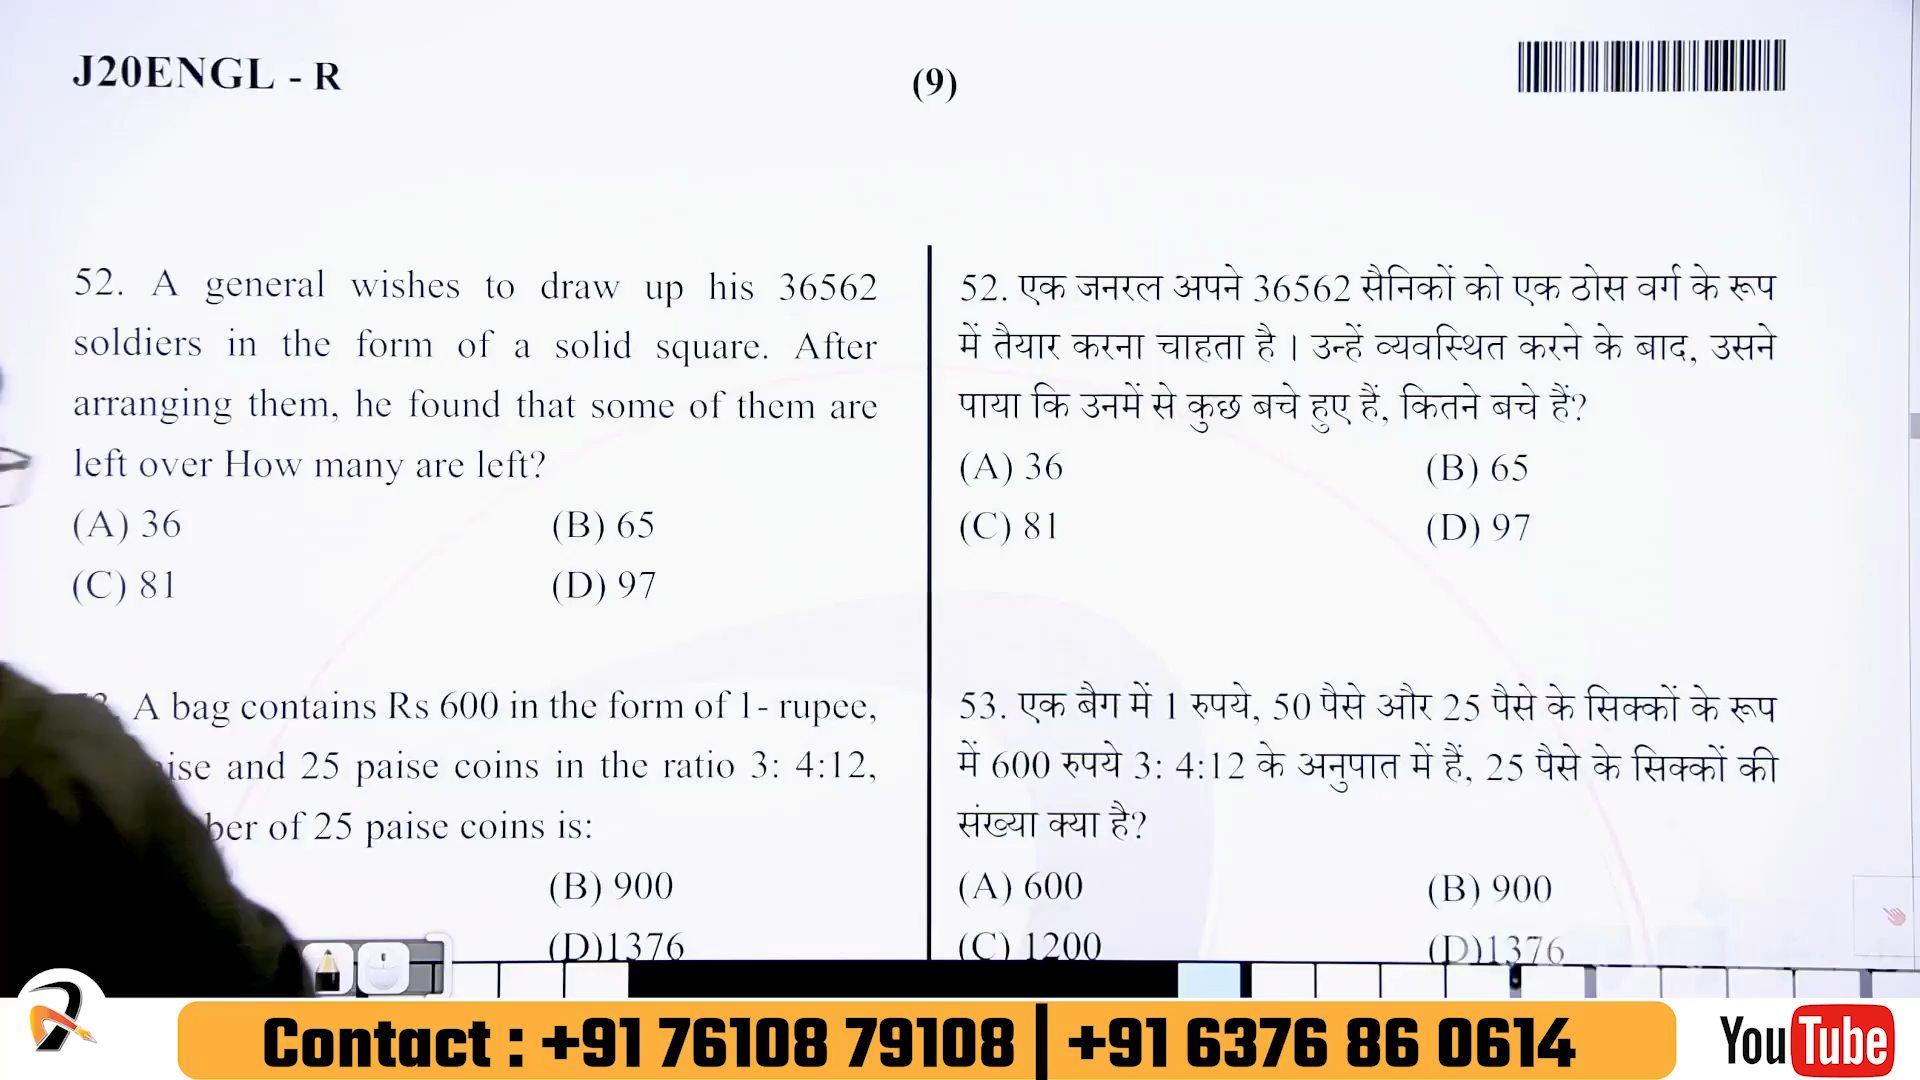 J20ENGL - R
(9)
52. A general wishes to draw up his 36562
soldiers in the form of a solid square. After
arranging them, he found that some of them are
left over How many are left?
(A) 36 (B) 65
(C) 81 (D) 97
A bag contains Rs 600 in the form of 1- rupee,
and 25 paise coins in the ratio 3: 4:12,
of 25 paise coins is:
(B) 900
(D)1376
52. एक जनरल अपने 36562 सैनिकों को एक ठोस वर्ग के रूप
में तैयार करना चाहता है । उन्हें व्यवस्थित करने के बाद, उसने
पाया कि उनमें से कुछ बचे हुए हैं, कितने बचे हैं?
(A) 36 (B) 65
(C) 81 (D) 97
53. एक बैग में 1 रुपये, 50 पैसे और 25 पैसे के सिक्कों के रूप
में 600 रुपये 3: 4:12 के अनुपात में हैं, 25 पैसे के सिक्कों की
संख्या क्या है?
(A) 600 (B) 900
(C) 1200 (D)1376
Contact : +91 76108 79108 | +91 6376 86 0614
YouTube